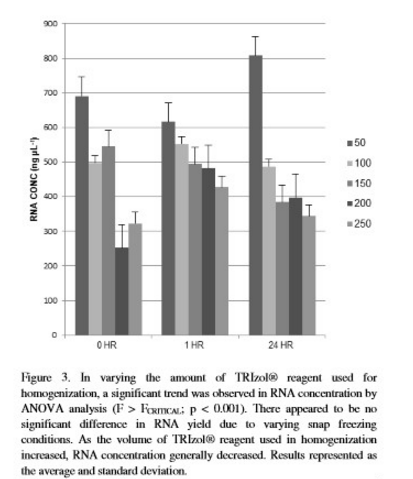 900
800
700
600
500
400
300
200
100
0
RNA CONC (ng µL⁻¹)
0 HR
1 HR
24 HR
50
100
150
200
250
Figure 3. In varying the amount of TRIzol® reagent used for
homogenization, a significant trend was observed in RNA concentration by
ANOVA analysis (F > FCRITICAL; p < 0.001). There appeared to be no
significant difference in RNA yield due to varying snap freezing
conditions. As the volume of TRIzol® reagent used in homogenization
increased, RNA concentration generally decreased. Results represented as
the average and standard deviation.